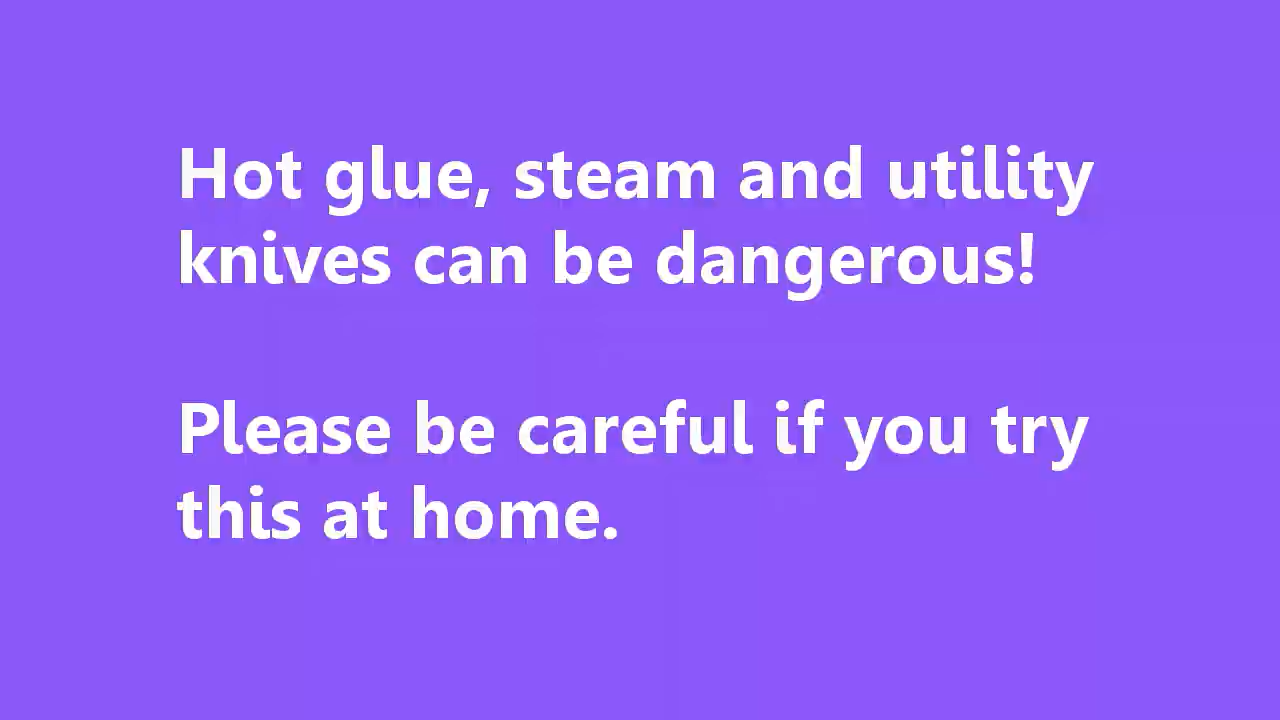 Hot glue, steam and utility
knives can be dangerous!
Please be careful if you try
this at home.